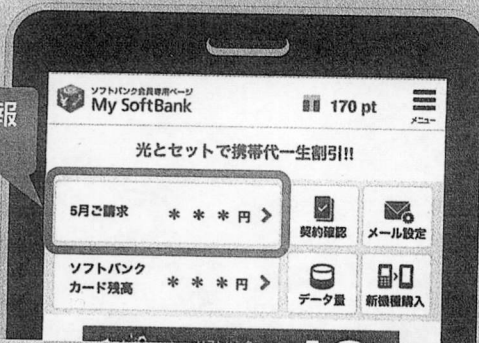 報
ソフトバンク会員専用ページ
My SoftBank
170 pt
メニュー
光とセットで携帯代一生割引!!
5月ご請求 * * * 円 >
契約確認
メール設定
ソフトバンク
カード残高 * * * 円 >
データ量
新機種購入